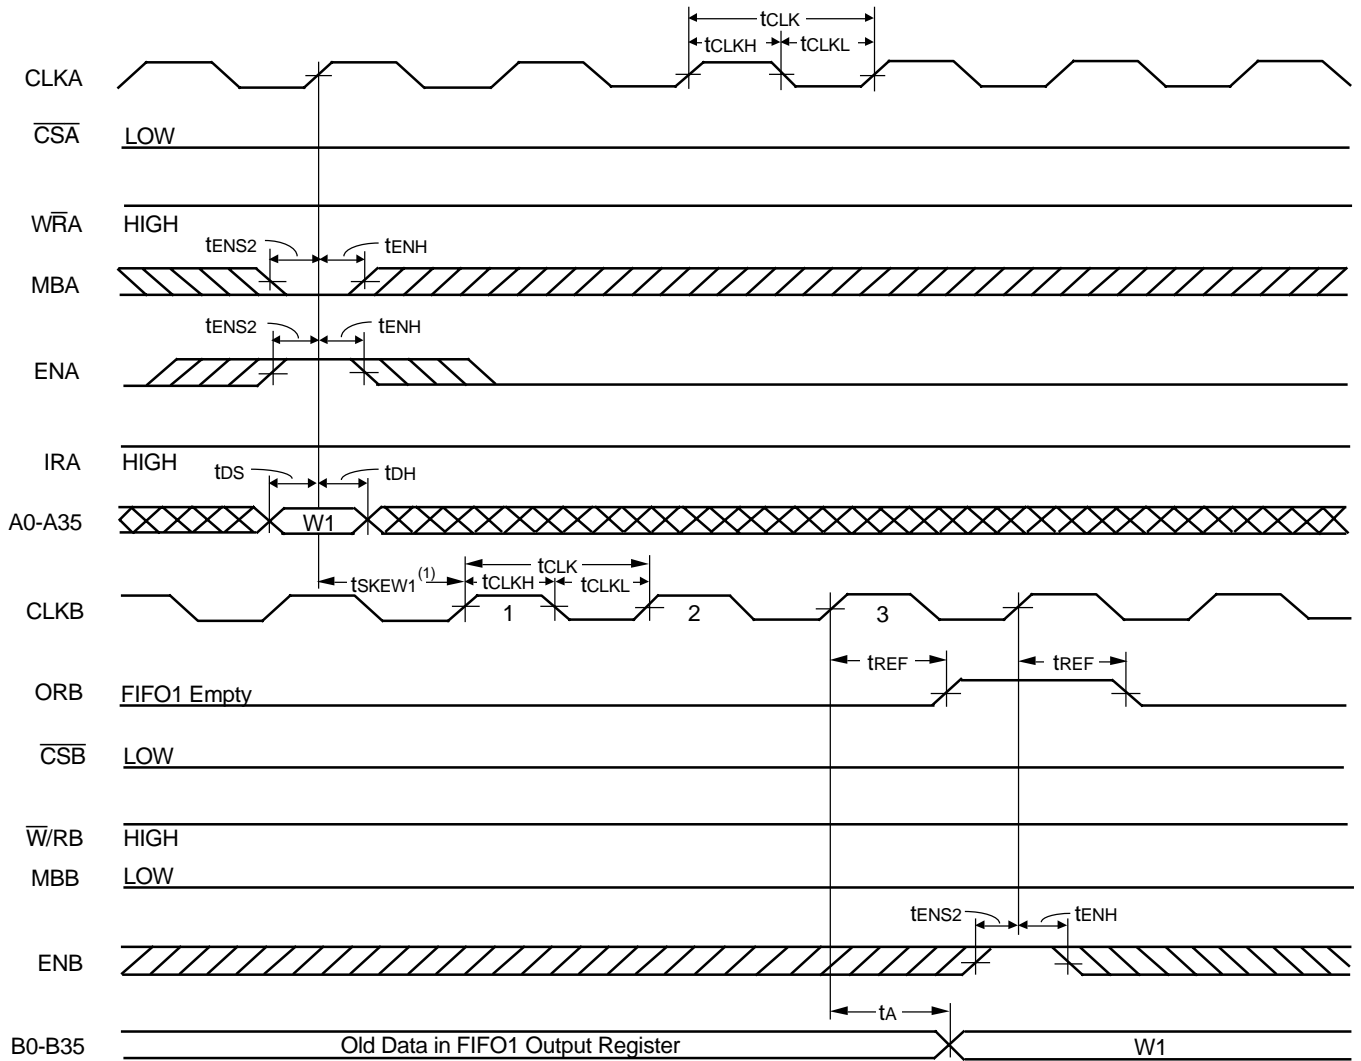 tCLK
tCLKH tCLKL
CLKA
CSA LOW
WRA HIGH
tENS2 tENH
MBA
tENS2 tENH
ENA
IRA HIGH
tDS tDH
A0-A35 W1
tCLK
tSKEW1(1) tCLKH tCLKL
CLKB 1 2 3
tREF tREF
ORB FIFO1 Empty
CSB LOW
W/RB HIGH
MBB LOW
tENS2 tENH
ENB
tA
B0-B35 Old Data in FIFO1 Output Register W1